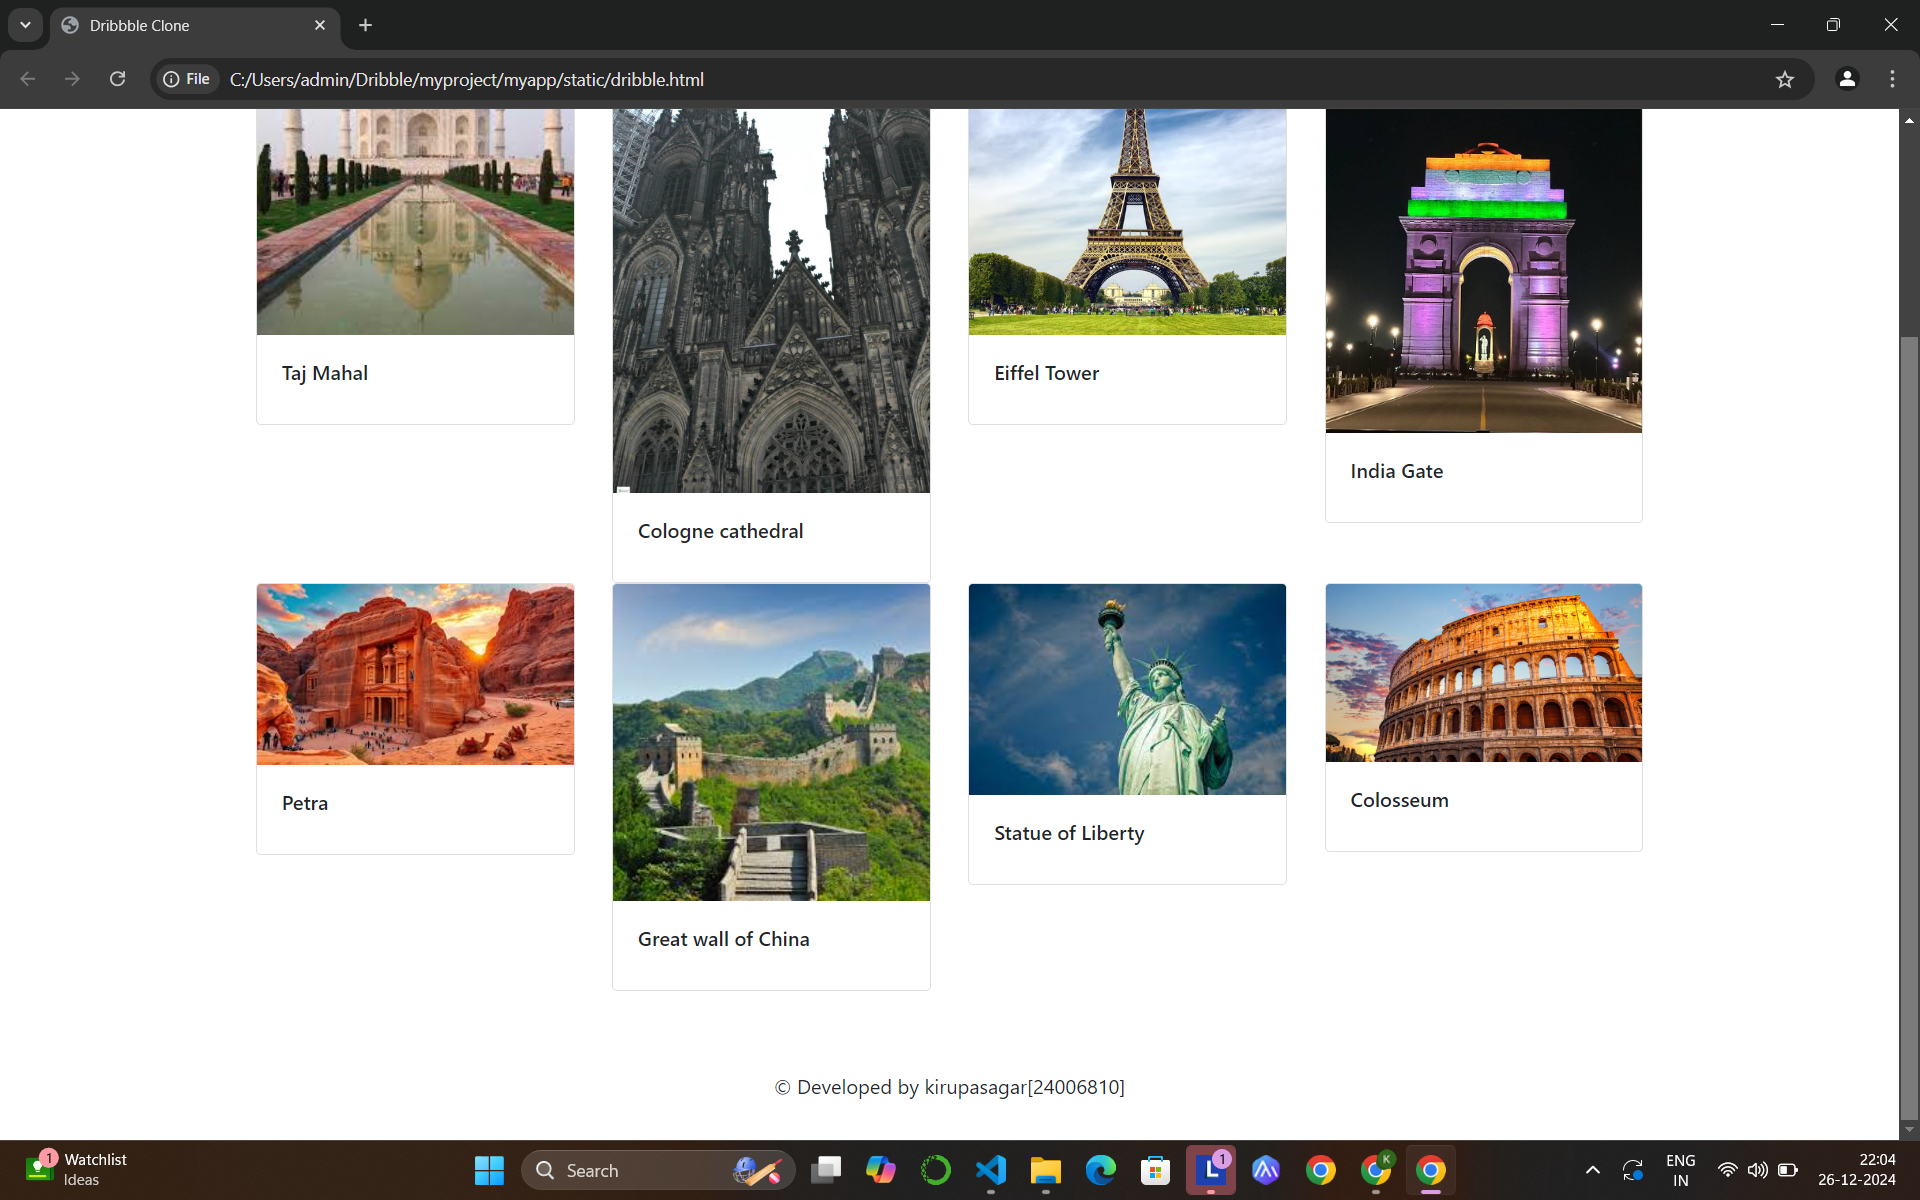 Dribbble Clone
File
C:/Users/admin/Dribble/myproject/myapp/static/dribble.html
Taj Mahal
Cologne cathedral
Eiffel Tower
India Gate
Petra
Great wall of China
Statue of Liberty
Colosseum
© Developed by kirupasagar[24006810]
1
Watchlist
Ideas
Search
L
1
K
ENG
IN
22:04
26-12-2024